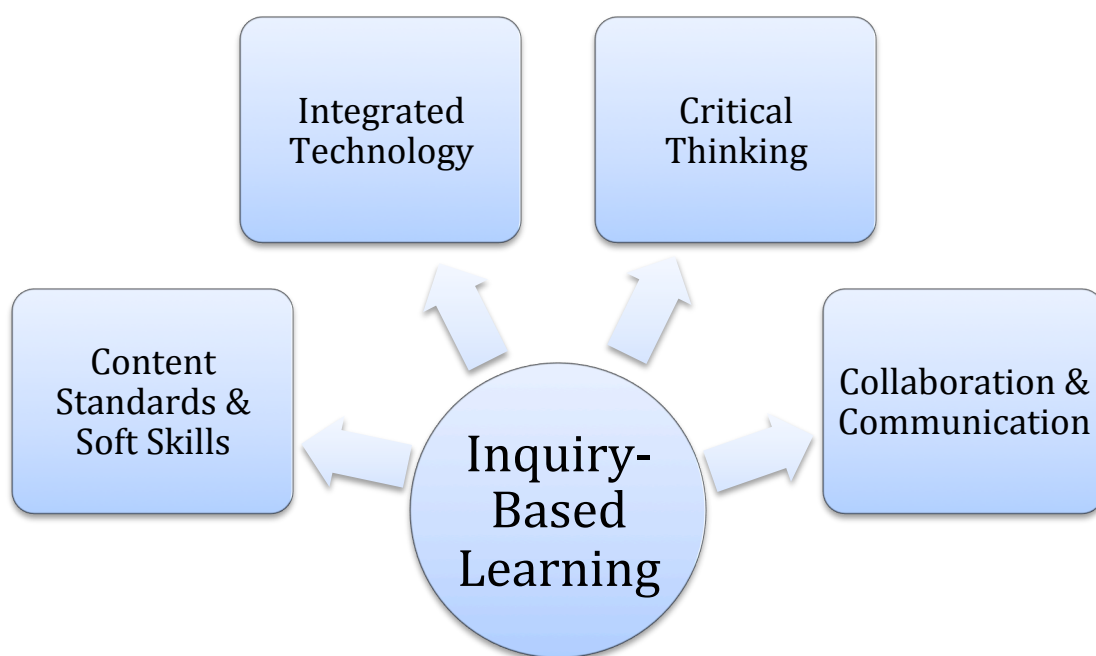 Integrated
Technology
Critical
Thinking
Content
Standards &
Soft Skills
Collaboration &
Communication
Inquiry-
Based
Learning